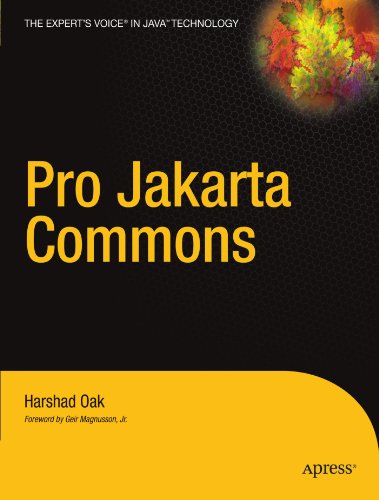 THE EXPERT'S VOICE® IN JAVA™ TECHNOLOGY
Pro Jakarta
Commons
Harshad Oak
Foreword by Geir Magnusson, Jr.
Apress®